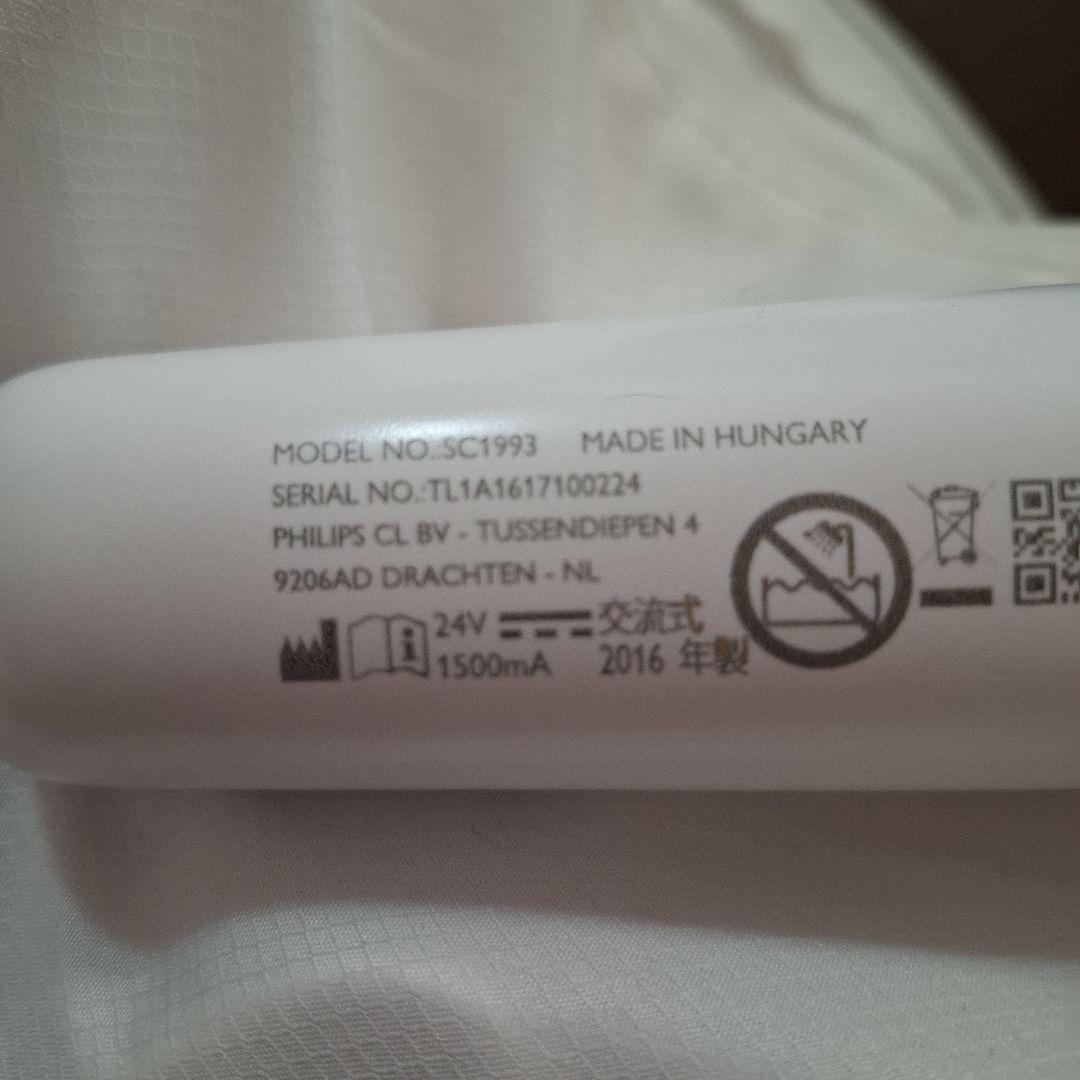 MODEL NO.:SC1993 MADE IN HUNGARY
SERIAL NO.:TL1A1617100224
PHILIPS CL BV - TUSSENDIEPEN 4
9206AD DRACHTEN - NL
24V 交流式
1500mA 2016 年製